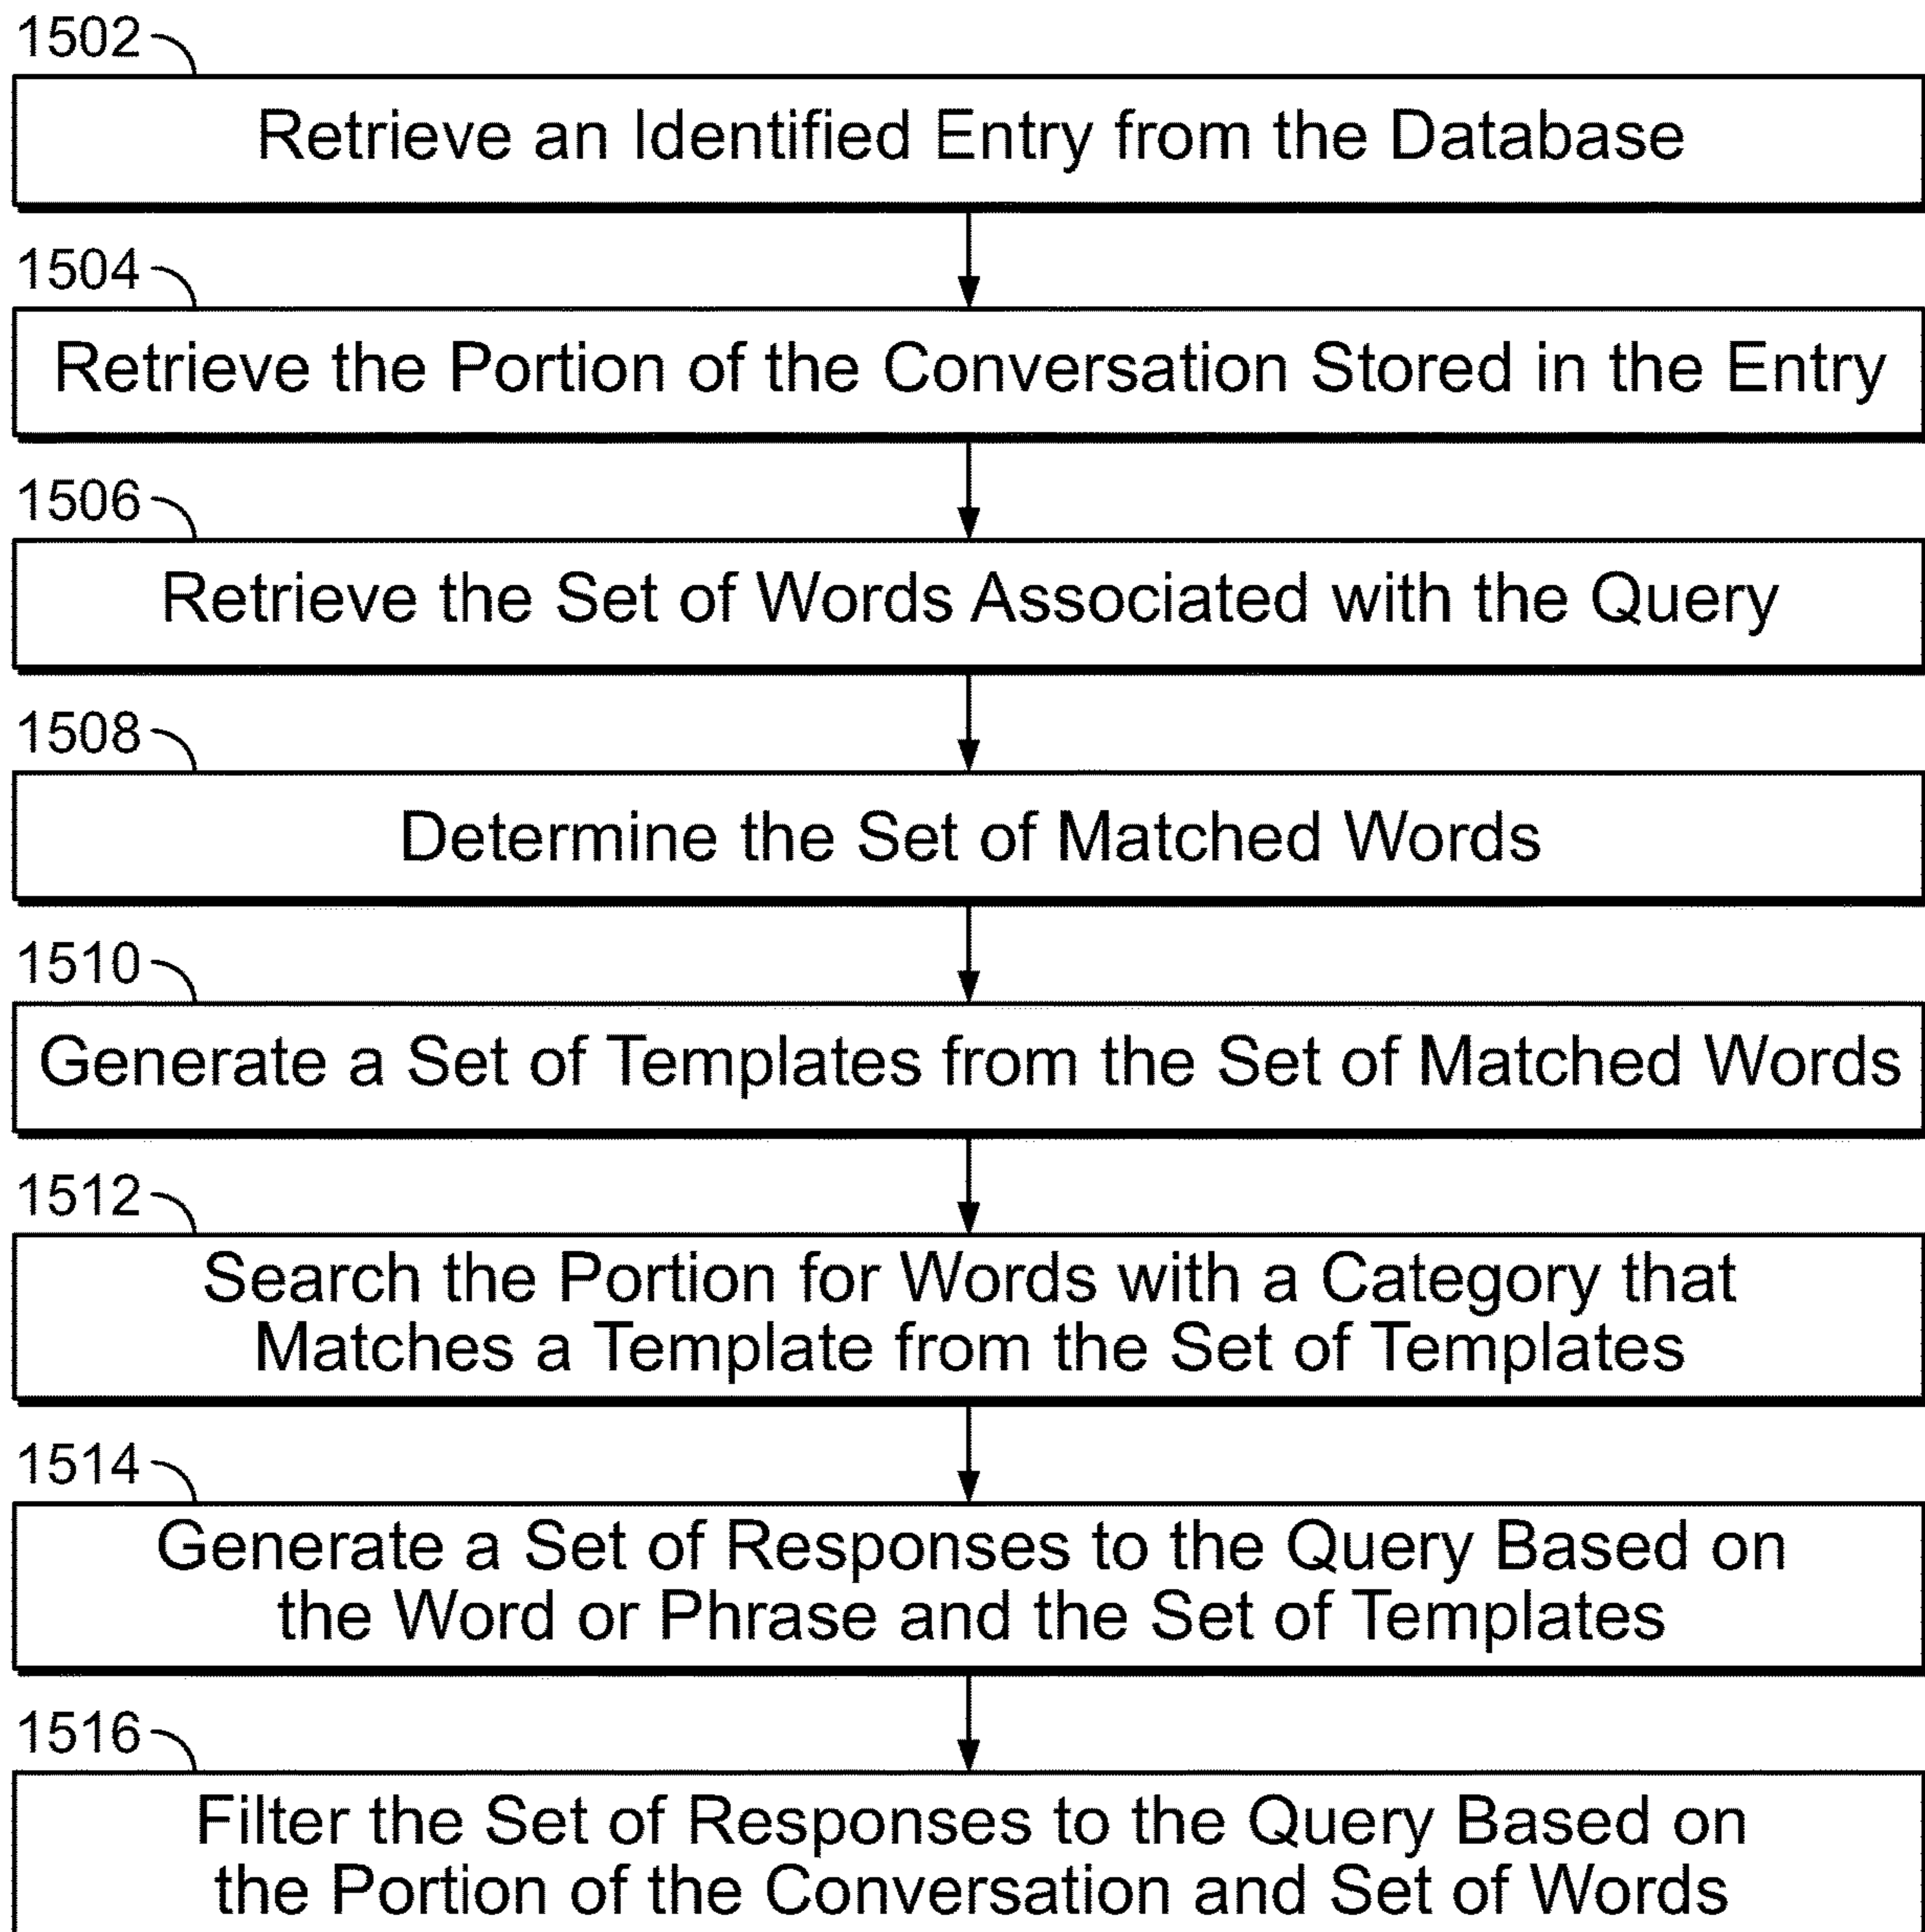 1502
Retrieve an Identified Entry from the Database
1504
Retrieve the Portion of the Conversation Stored in the Entry
1506
Retrieve the Set of Words Associated with the Query
1508
Determine the Set of Matched Words
1510
Generate a Set of Templates from the Set of Matched Words
1512
Search the Portion for Words with a Category that
Matches a Template from the Set of Templates
1514
Generate a Set of Responses to the Query Based on
the Word or Phrase and the Set of Templates
1516
Filter the Set of Responses to the Query Based on
the Portion of the Conversation and Set of Words